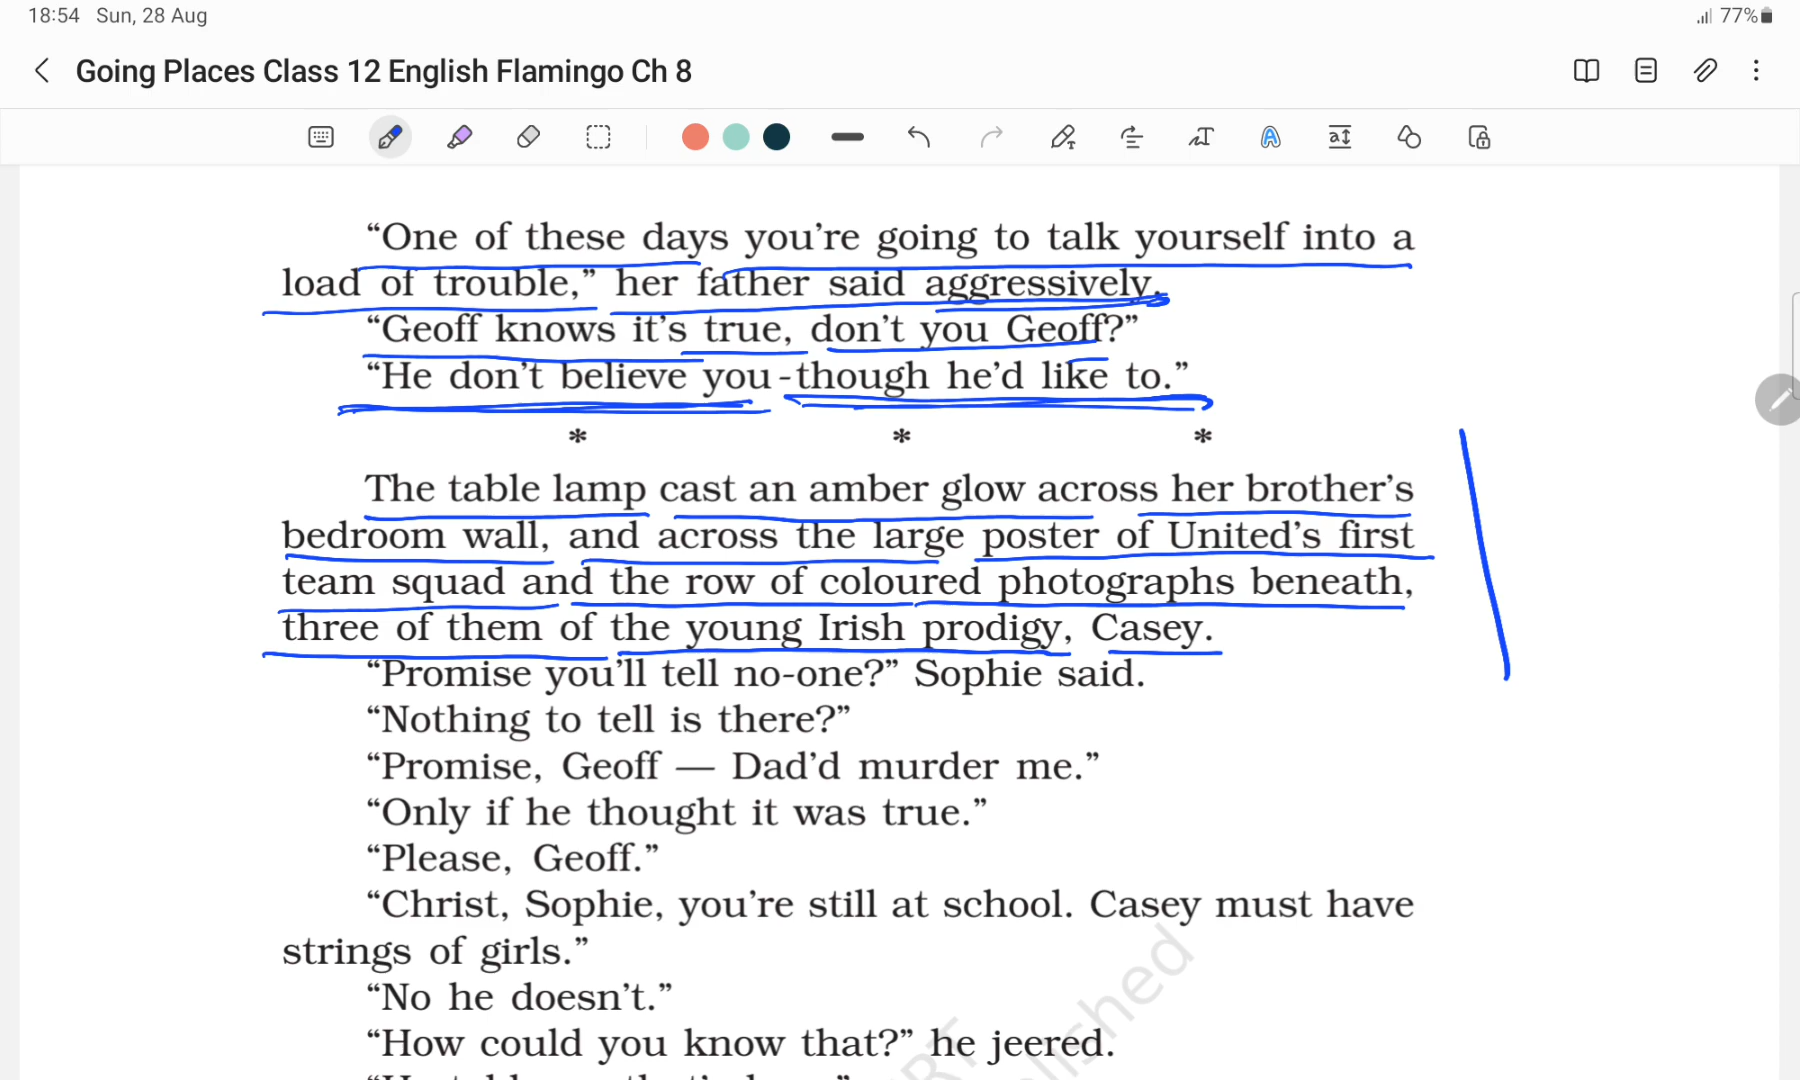 18:54 Sun, 28 Aug
77%
Going Places Class 12 English Flamingo Ch 8
“One of these days you’re going to talk yourself into a
load of trouble,” her father said aggressively.
“Geoff knows it’s true, don’t you Geoff?”
“He don’t believe you - though he’d like to.”
* * *
The table lamp cast an amber glow across her brother’s
bedroom wall, and across the large poster of United’s first
team squad and the row of coloured photographs beneath,
three of them of the young Irish prodigy, Casey.
“Promise you’ll tell no-one?” Sophie said.
“Nothing to tell is there?”
“Promise, Geoff — Dad’d murder me.”
“Only if he thought it was true.”
“Please, Geoff.”
“Christ, Sophie, you’re still at school. Casey must have
strings of girls.”
“No he doesn’t.”
“How could you know that?” he jeered.